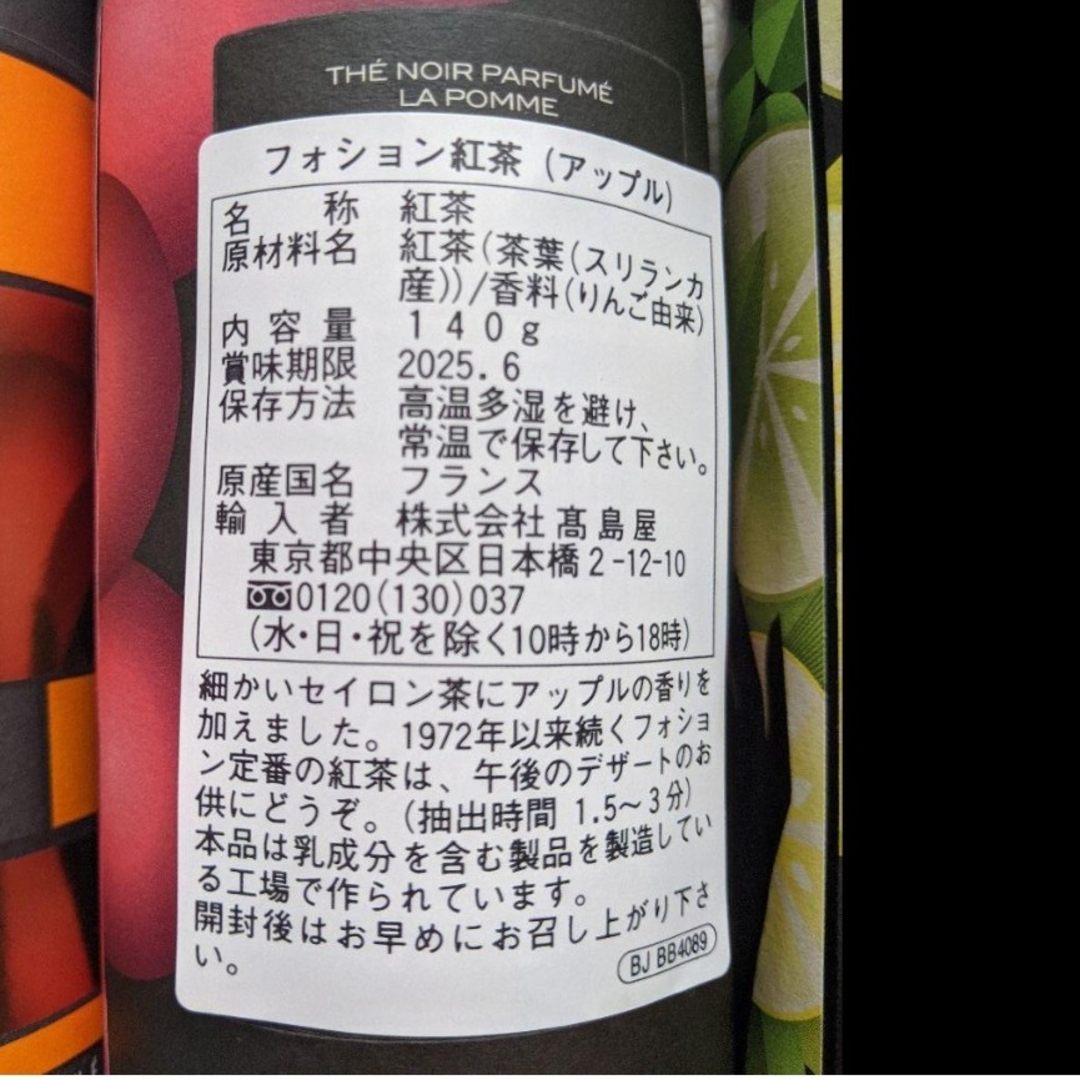 THÉ NOIR PARFUMÉ
LA POMME
フォション紅茶（アップル）
名称 紅茶
原材料名 紅茶（茶葉（スリランカ
産））/香料（りんご由来）
内容量 140g
賞味期限 2025.6
保存方法 高温多湿を避け、
常温で保存して下さい。
原産国名 フランス
輸入者 株式会社髙島屋
東京都中央区日本橋2-12-10
0120(130)037
（水・日・祝を除く10時から18時）
細かいセイロン茶にアップルの香りを
加えました。1972年以来続くフォショ
ン定番の紅茶は、午後のデザートのお
供にどうぞ。（抽出時間 1.5～3分）
本品は乳成分を含む製品を製造してい
る工場で作られています。
開封後はお早めにお召し上がり下さ
い。
BJ BB4089